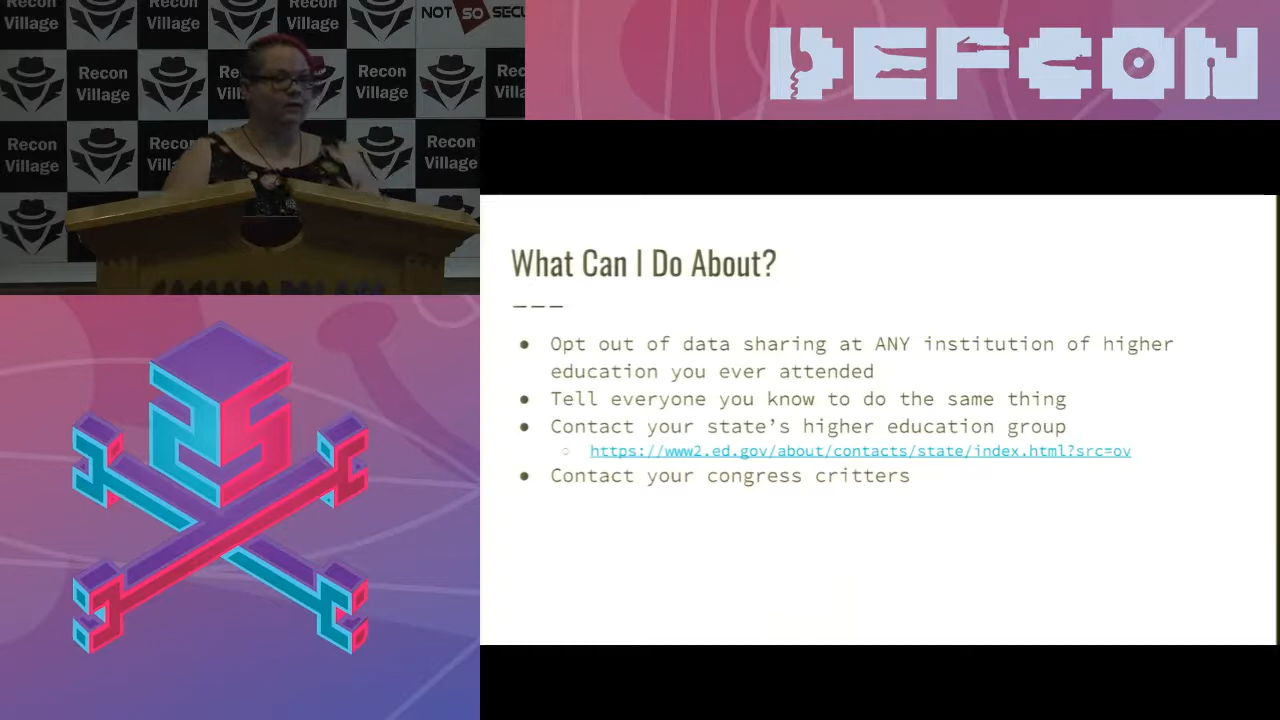 Recon
Village
Recon
Village
Recon
Village
NOT SO SECU
Recon
Village
Recon
Village
Recon
Village
Recon
Village
Recon
Village
Recon
Village
DEFCON
What Can I Do About?
---
● Opt out of data sharing at ANY institution of higher
education you ever attended
● Tell everyone you know to do the same thing
● Contact your state’s higher education group
○ https://www2.ed.gov/about/contacts/state/index.html?src=ov
● Contact your congress critters